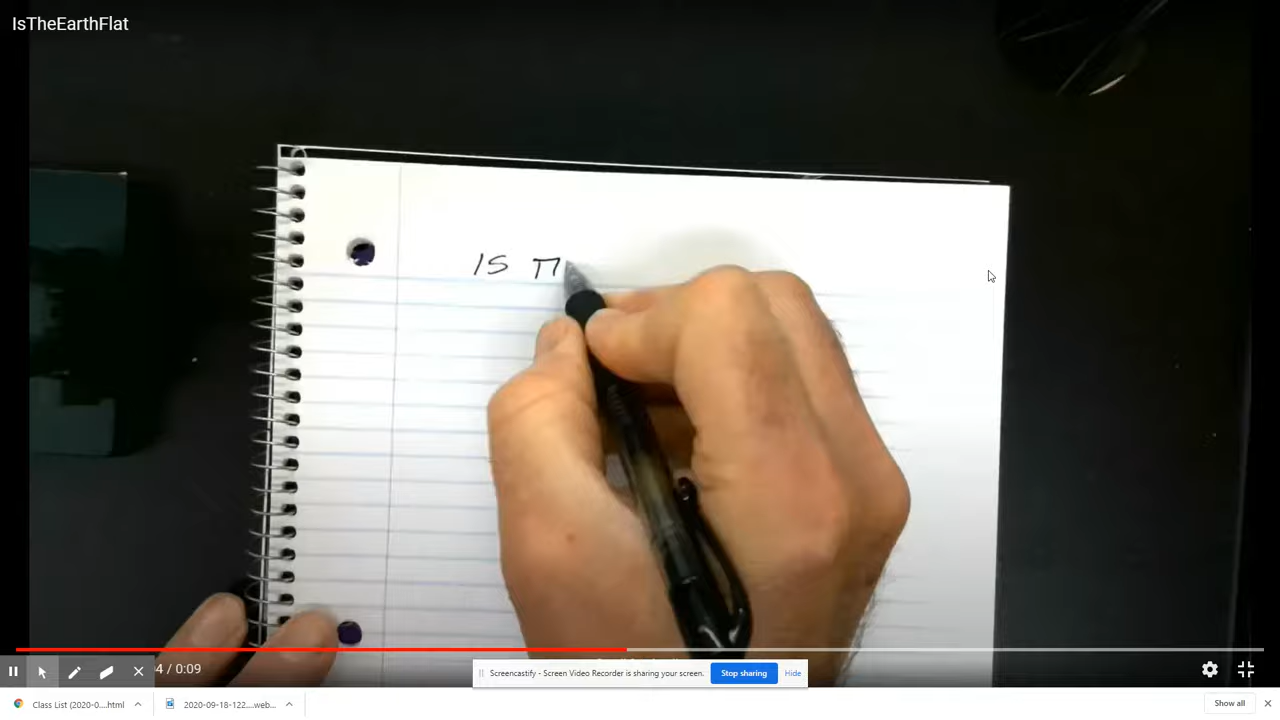 IsTheEarthFlat
IS
4 / 0:09
Screencastify - Screen Video Recorder is sharing your screen.
Stop sharing
Hide
Class List (2020-0....html
2020-09-18-122....web...
Show all